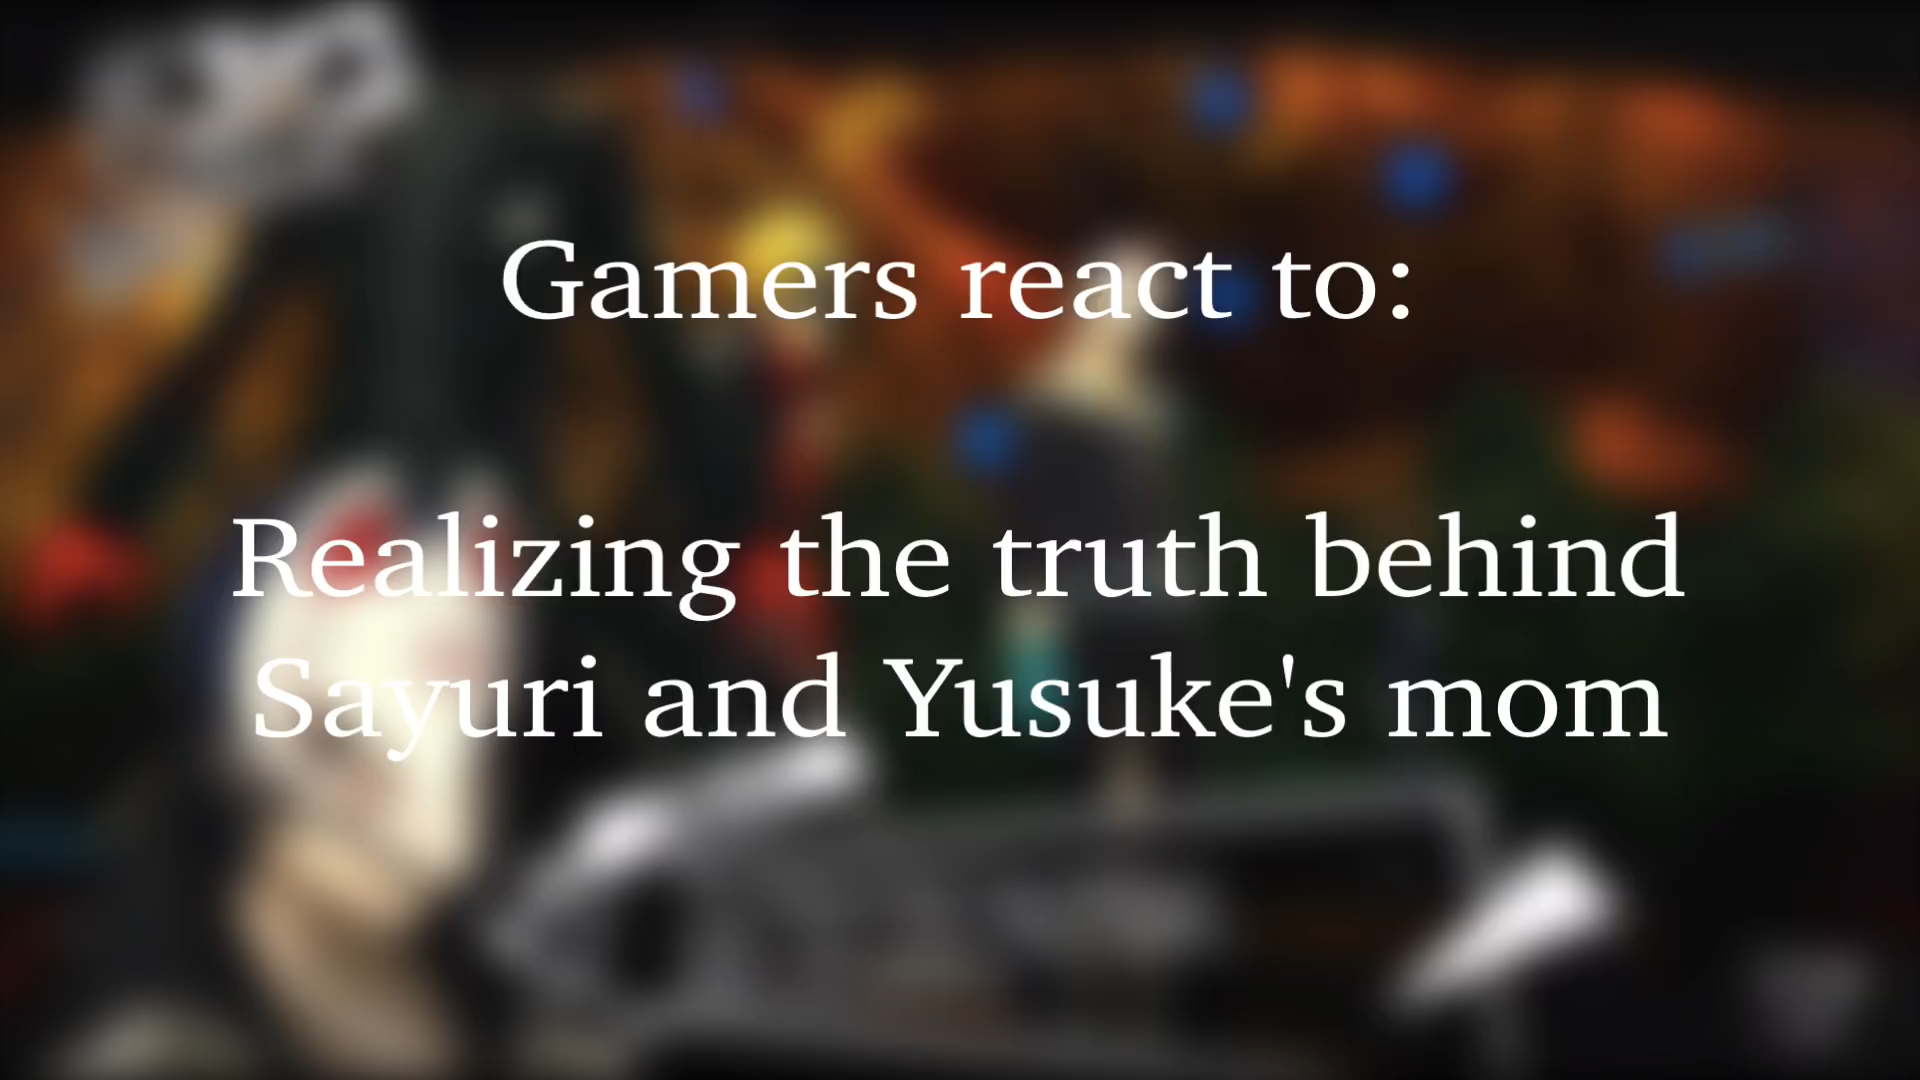 Gamers react to:
Realizing the truth behind
Sayuri and Yusuke's mom